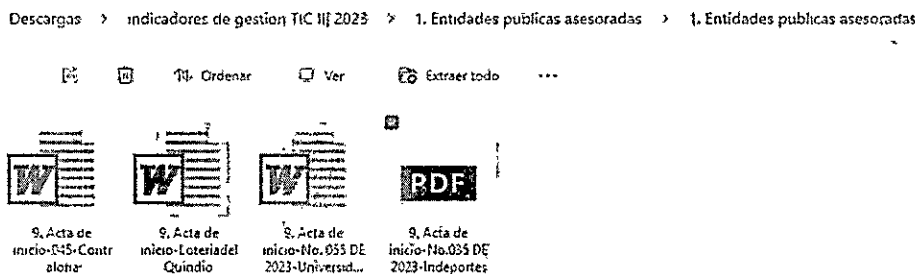 Descargas > indicadores de gestion TIC III 2023 > 1. Entidades publicas asesoradas > 1. Entidades publicas asesoradas
Ordenar Ver Extraer todo ...
W W W PDF
9. Acta de 9. Acta de 9. Acta de 9. Acta de
inicio-045-Contr inicio-Loteriadel inicio-No. 035 DE inicio-No.035 DE
aloria- Quindio 2023-Universid... 2023-Indeportes